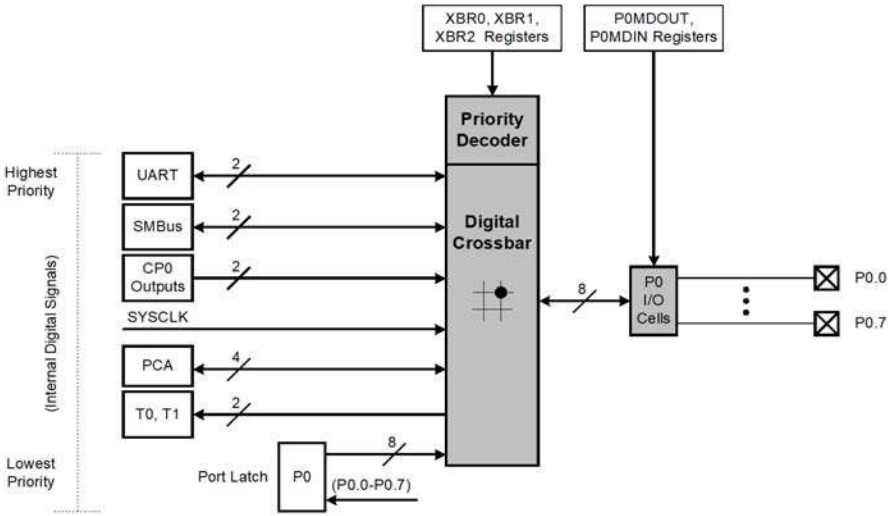 XBR0, XBR1,
XBR2 Registers
P0MDOUT,
P0MDIN Registers
Priority
Decoder
Highest
Priority
UART
2
SMBus
2
Digital
Crossbar
CP0
Outputs
2
P0
I/O
Cells
8
P0.0
P0.7
SYSCLK
(Internal Digital Signals)
PCA
4
T0, T1
2
Lowest
Priority
Port Latch
P0
8
(P0.0-P0.7)